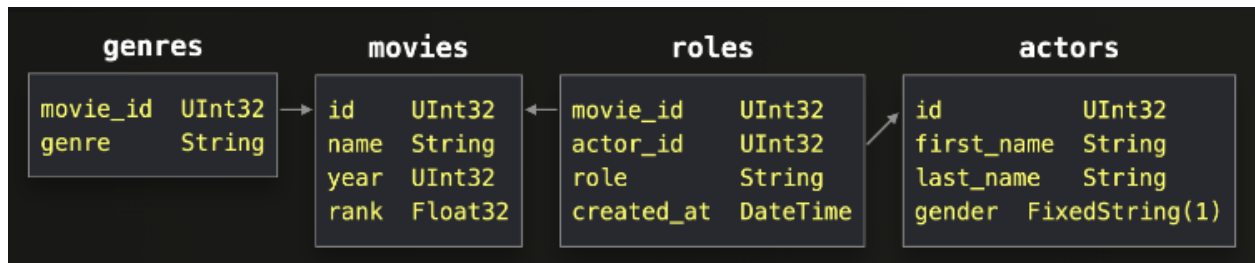 genres
movie_id UInt32
genre String
movies
id UInt32
name String
year UInt32
rank Float32
roles
movie_id UInt32
actor_id UInt32
role String
created_at DateTime
actors
id UInt32
first_name String
last_name String
gender FixedString(1)